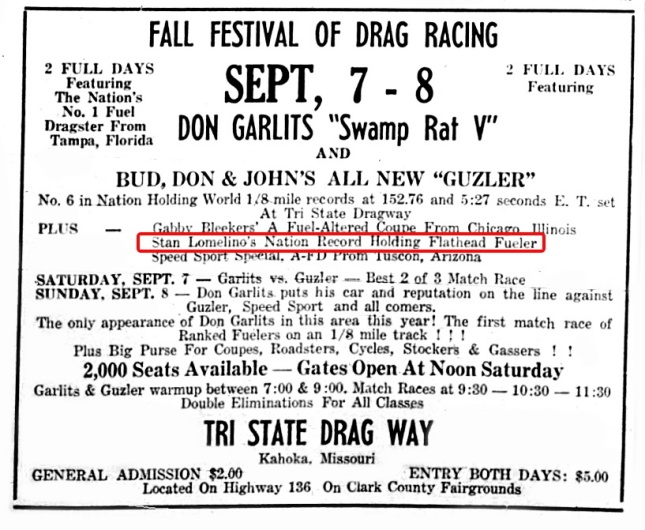 FALL FESTIVAL OF DRAG RACING
2 FULL DAYS
Featuring
The Nation's
No. 1 Fuel
Dragster From
Tampa, Florida
SEPT, 7 - 8
2 FULL DAYS
Featuring
DON GARLITS "Swamp Rat V"
AND
BUD, DON & JOHN'S ALL NEW "GUZLER"
No. 6 in Nation Holding World 1/8 mile records at 152.76 and 5:27 seconds E. T. set
At Tri State Dragway
PLUS — Gabby Bleekers' A Fuel-Altered Coupe From Chicago, Illinois
Stan Lomelino's Nation Record Holding Flathead Fueler
Speed Sport Special, A-FD From Tuscon, Arizona
SATURDAY, SEPT. 7 — Garlits vs. Guzler — Best 2 of 3 Match Race
SUNDAY, SEPT. 8 — Don Garlits puts his car and reputation on the line against
Guzler, Speed Sport and all comers.
The only appearance of Don Garlits in this area this year! The first match race of
Ranked Fuelers on an 1/8 mile track ! ! !
Plus Big Purse For Coupes, Roadsters, Cycles, Stockers & Gassers ! !
2,000 Seats Available — Gates Open At Noon Saturday
Garlits & Guzler warmup between 7:00 & 9:00. Match Races at 9:30 — 10:30 — 11:30
Double Eliminations For All Classes
TRI STATE DRAG WAY
Kahoka, Missouri
GENERAL ADMISSION $2.00 ENTRY BOTH DAYS: $5.00
Located On Highway 136 On Clark County Fairgrounds